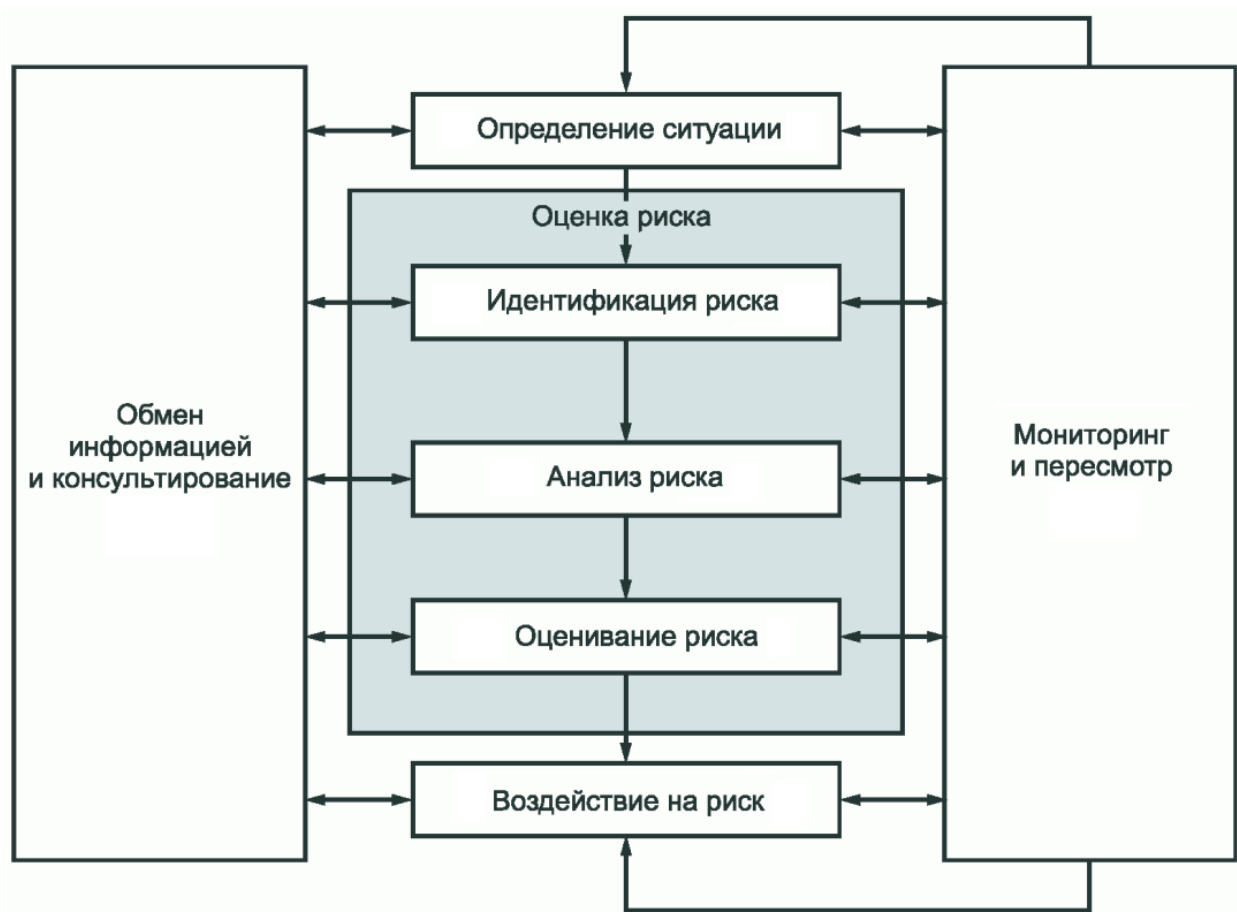 Определение ситуации
Оценка риска
Идентификация риска
Обмен
информацией
и консультирование
Анализ риска
Мониторинг
и пересмотр
Оценивание риска
Воздействие на риск